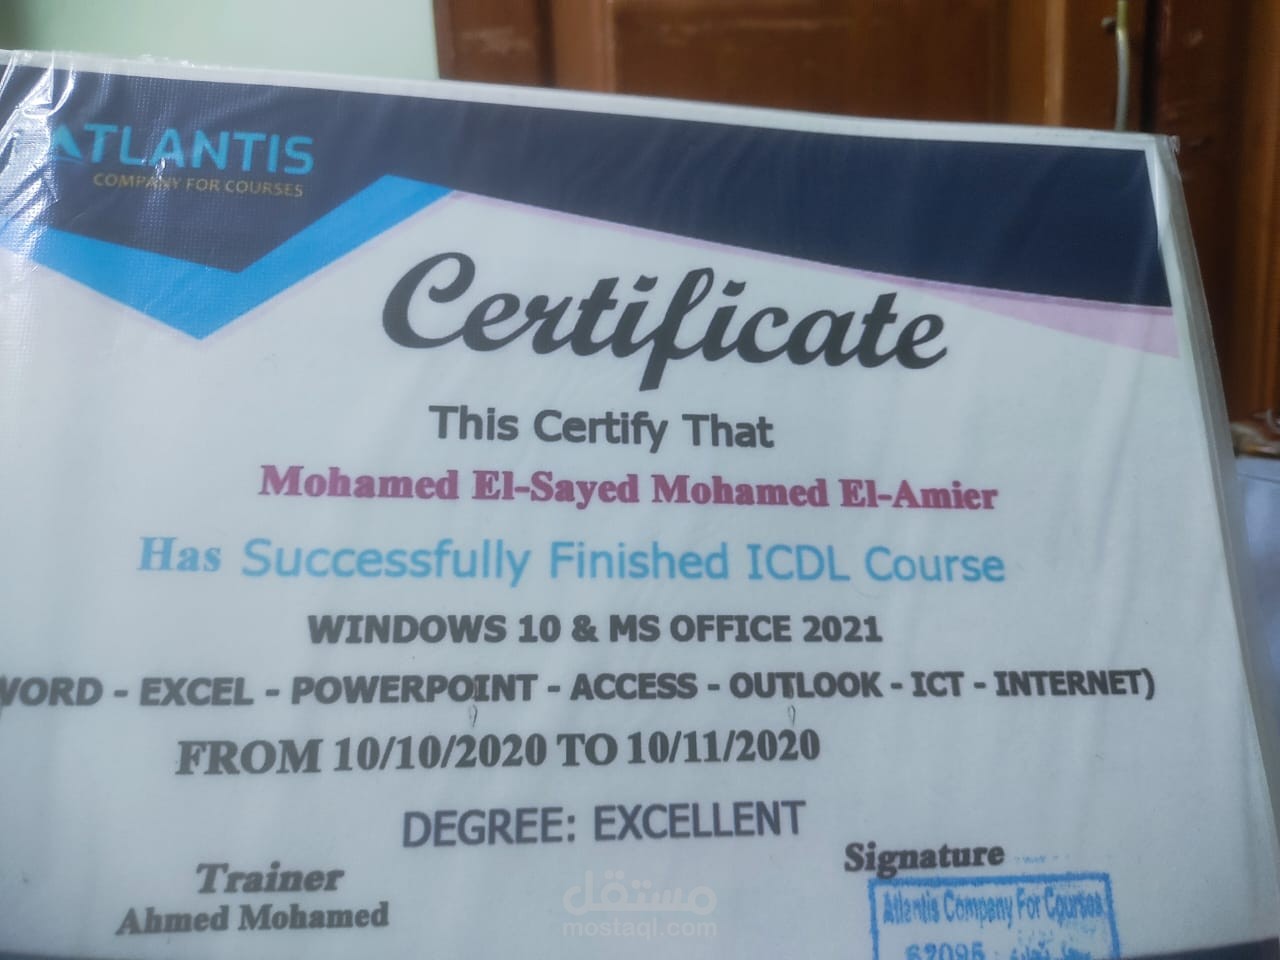 ATLANTIS
COMPANY FOR COURSES
Certificate
This Certify That
Mohamed El-Sayed Mohamed El-Amier
Has Successfully Finished ICDL Course
WINDOWS 10 & MS OFFICE 2021
WORD - EXCEL - POWERPOINT - ACCESS - OUTLOOK - ICT - INTERNET)
FROM 10/10/2020 TO 10/11/2020
DEGREE: EXCELLENT
Trainer
Ahmed Mohamed
Signature
Atlantis Company For Courses
62095
مستقل
mostaql.com